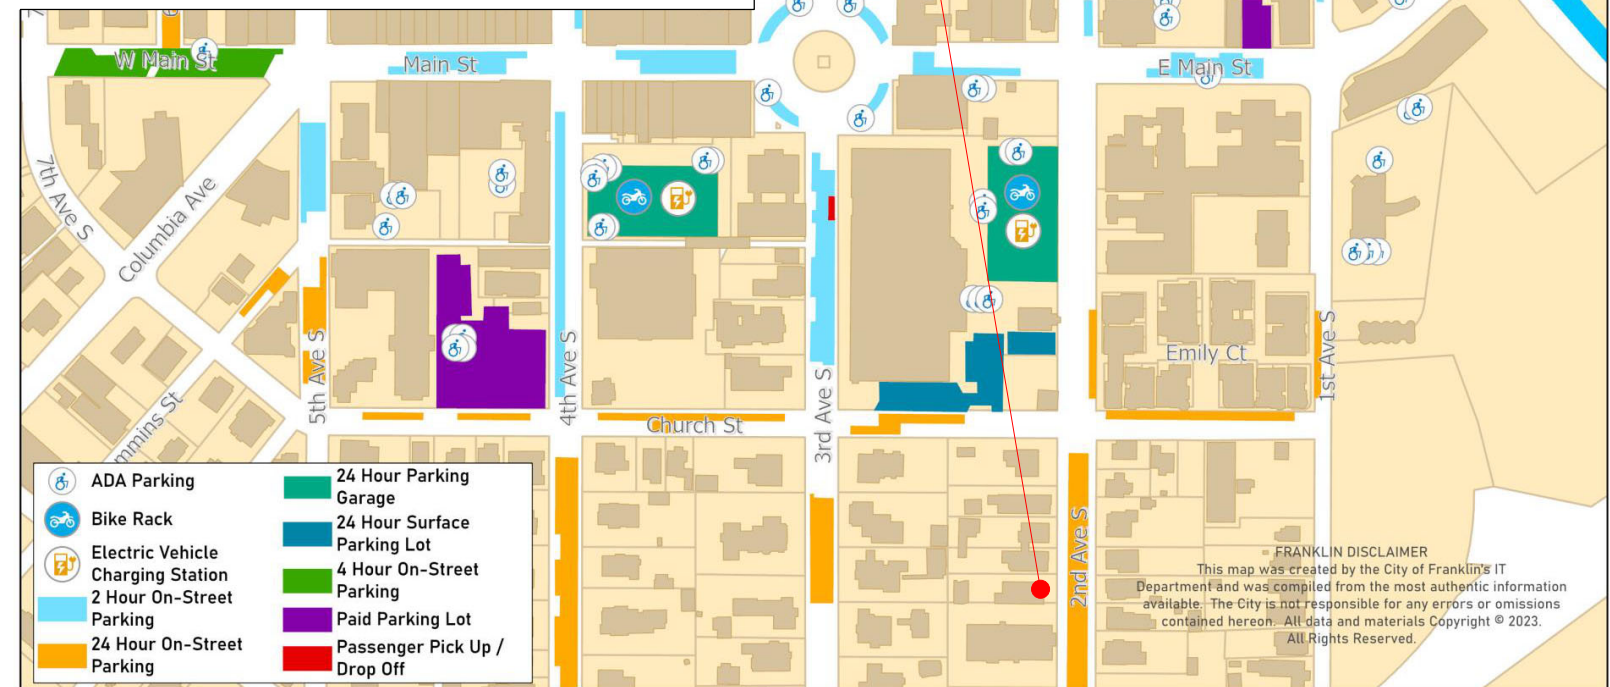 W Main St
Main St
E Main St
7th Ave S
Columbia Ave
5th Ave S
4th Ave S
3rd Ave S
Church St
Emily Ct
1st Ave S
2nd Ave S
mmins St
ADA Parking
Bike Rack
Electric Vehicle
Charging Station
2 Hour On-Street
Parking
24 Hour On-Street
Parking
24 Hour Parking
Garage
24 Hour Surface
Parking Lot
4 Hour On-Street
Parking
Paid Parking Lot
Passenger Pick Up /
Drop Off
FRANKLIN DISCLAIMER
This map was created by the City of Franklin's IT
Department and was compiled from the most authentic information
available. The City is not responsible for any errors or omissions
contained hereon. All data and materials Copyright © 2023.
All Rights Reserved.